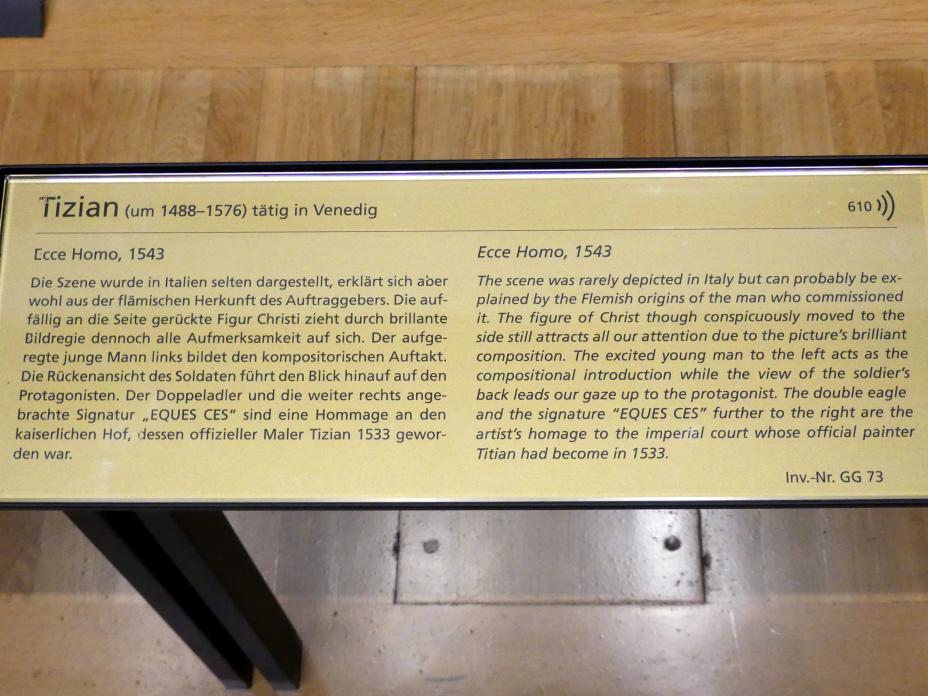 Tizian (um 1488–1576) tätig in Venedig
610
Ecce Homo, 1543
Die Szene wurde in Italien selten dargestellt, erklärt sich aber
wohl aus der flämischen Herkunft des Auftraggebers. Die auf-
fällig an die Seite gerückte Figur Christi zieht durch brillante
Bildregie dennoch alle Aufmerksamkeit auf sich. Der aufge-
regte junge Mann links bildet den kompositorischen Auftakt.
Die Rückenansicht des Soldaten führt den Blick hinauf auf den
Protagonisten. Der Doppeladler und die weiter rechts ange-
brachte Signatur „EQUES CES“ sind eine Hommage an den
kaiserlichen Hof, dessen offizieller Maler Tizian 1533 gewor-
den war.
Ecce Homo, 1543
The scene was rarely depicted in Italy but can probably be ex-
plained by the Flemish origins of the man who commissioned
it. The figure of Christ though conspicuously moved to the
side still attracts all our attention due to the picture's brilliant
composition. The excited young man to the left acts as the
compositional introduction while the view of the soldier's
back leads our gaze up to the protagonist. The double eagle
and the signature “EQUES CES” further to the right are the
artist's homage to the imperial court whose official painter
Titian had become in 1533.
Inv.-Nr. GG 73